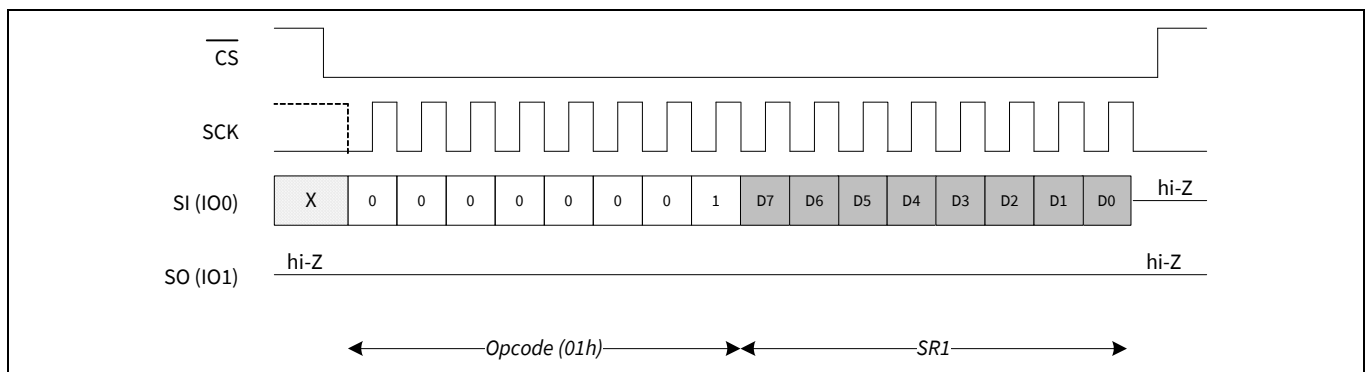 CS
SCK
SI (IO0) X 0 0 0 0 0 0 0 1 D7 D6 D5 D4 D3 D2 D1 D0 hi-Z
hi-Z hi-Z
SO (IO1)
Opcode (01h) SR1